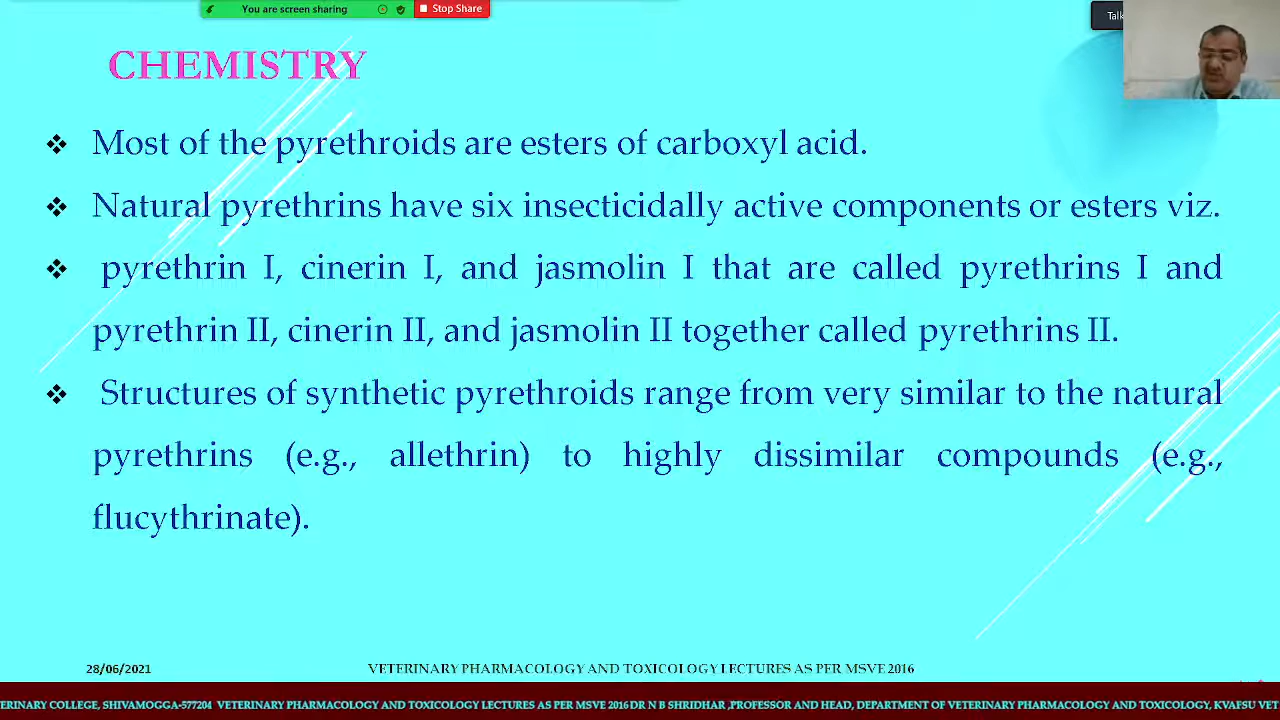 You are screen sharing
Stop Share
Talk
CHEMISTRY
❖ Most of the pyrethroids are esters of carboxyl acid.
❖ Natural pyrethrins have six insecticidally active components or esters viz.
❖ pyrethrin I, cinerin I, and jasmolin I that are called pyrethrins I and
pyrethrin II, cinerin II, and jasmolin II together called pyrethrins II.
❖ Structures of synthetic pyrethroids range from very similar to the natural
pyrethrins (e.g., allethrin) to highly dissimilar compounds (e.g.,
flucythrinate).
28/06/2021
VETERINARY PHARMACOLOGY AND TOXICOLOGY LECTURES AS PER MSVE 2016
ERINARY COLLEGE, SHIVAMOGGA-577204 VETERINARY PHARMACOLOGY AND TOXICOLOGY LECTURES AS PER MSVE 2016 DR N B SHRIDHAR ,PROFESSOR AND HEAD, DEPARTMENT OF VETERINARY PHARMACOLOGY AND TOXICOLOGY, KVAFSU VET